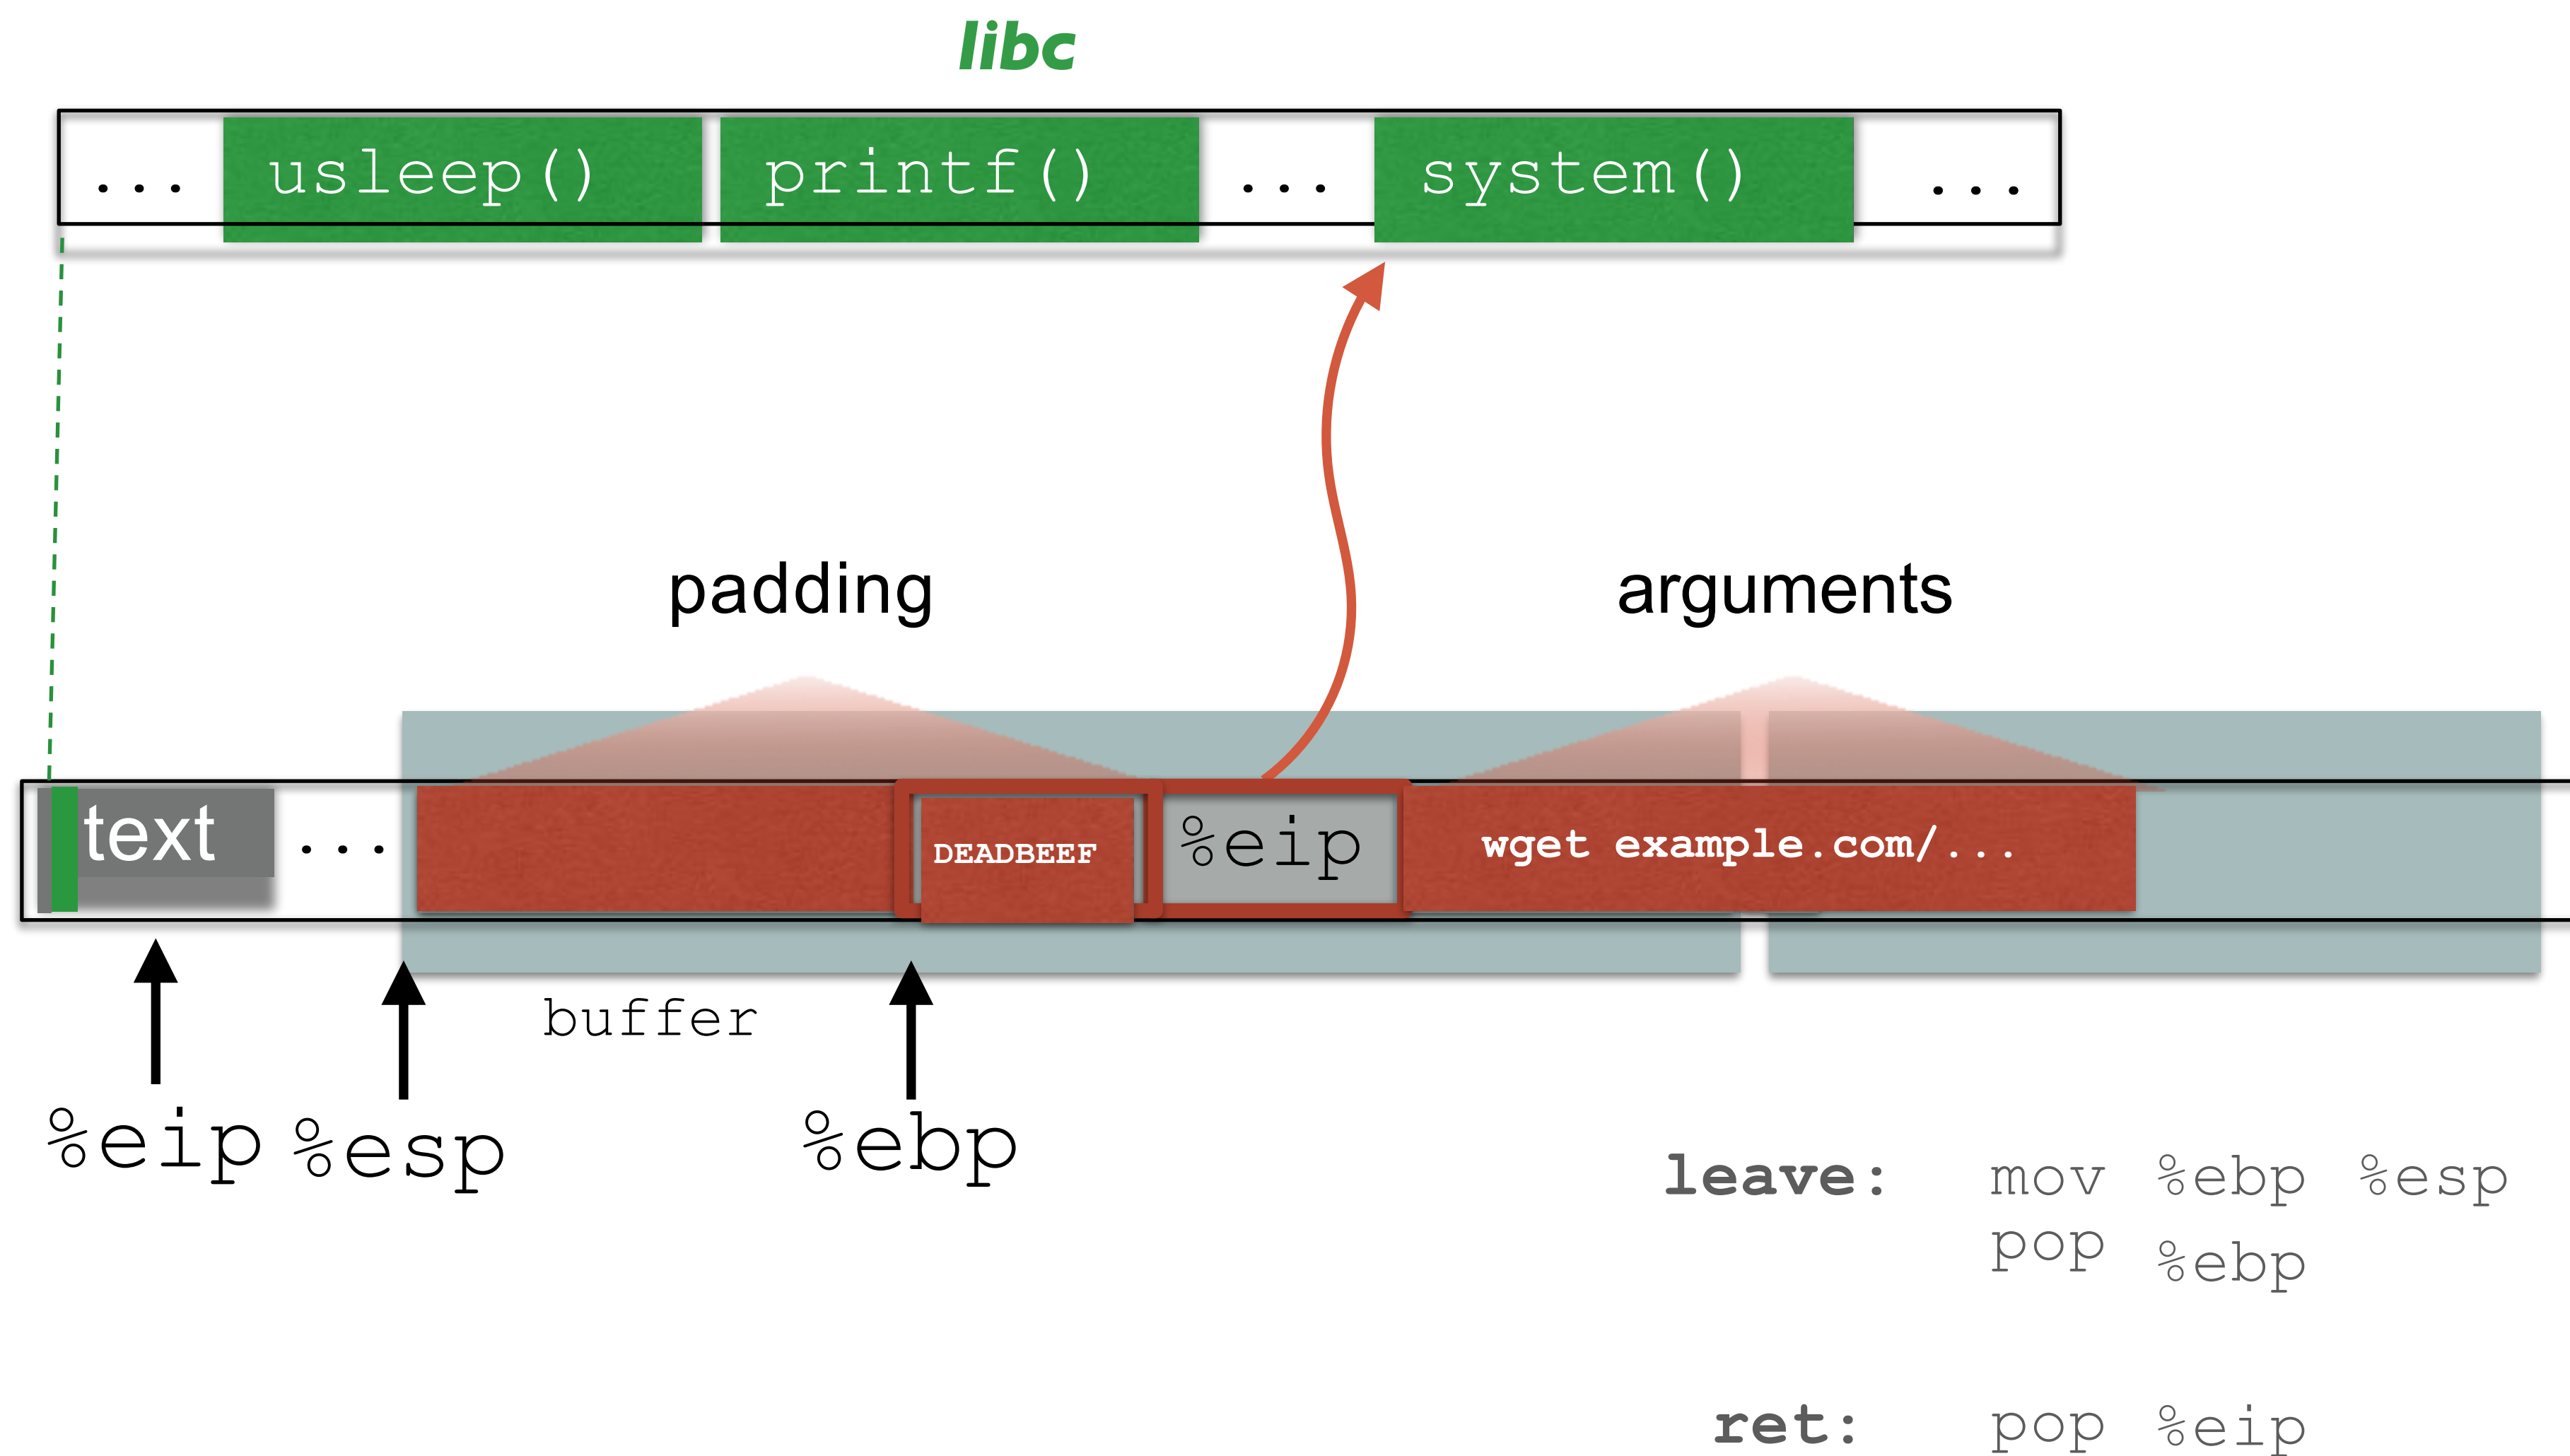 libc
... usleep() printf() ... system() ...
padding arguments
text ... DEADBEEF %eip wget example.com/...
buffer
%eip %esp %ebp
leave: mov %ebp %esp
pop %ebp
ret: pop %eip